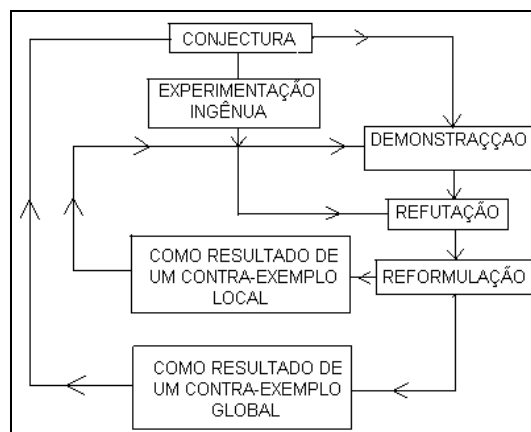 CONJECTURA
EXPERIMENTAÇÃO
INGÊNUA
DEMONSTRACÇÃO
REFUTAÇÃO
COMO RESULTADO DE
UM CONTRA-EXEMPLO
LOCAL
REFORMULAÇÃO
COMO RESULTADO DE
UM CONTRA-EXEMPLO
GLOBAL